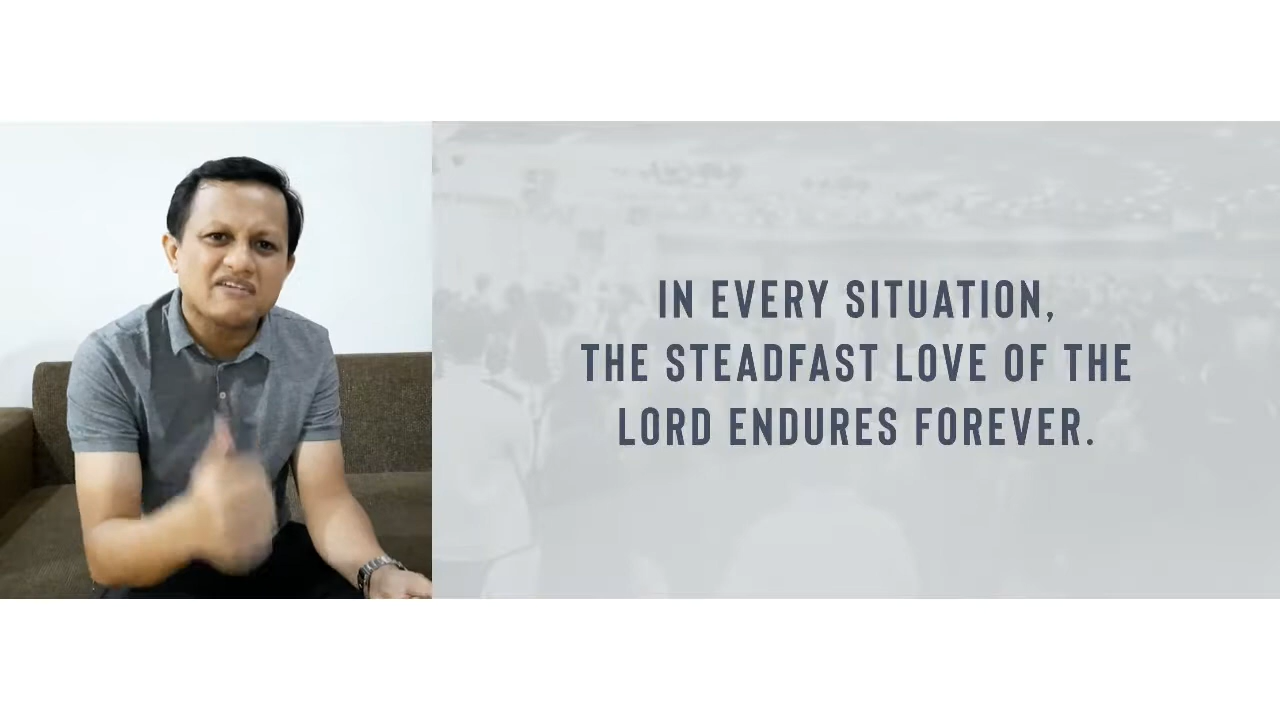 IN EVERY SITUATION,
THE STEADFAST LOVE OF THE
LORD ENDURES FOREVER.